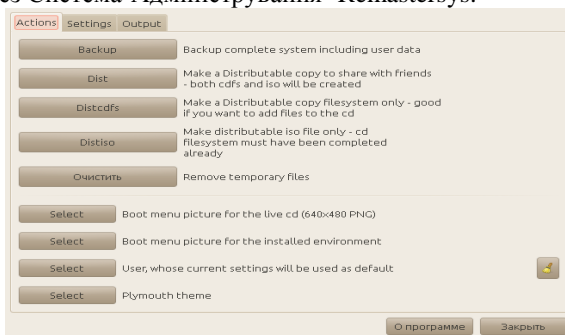 ез Система-Администрування- Remastersys.
Actions Settings Output
Backup Backup complete system including user data
Dist Make a Distributable copy to share with friends
- both cdfs and iso will be created
Distcdfs Make a Distributable copy filesystem only - good
if you want to add files to the cd
Distiso Make distributable iso file only - cd
filesystem must have been completed
already
Очистить Remove temporary files
Select Boot menu picture for the live cd (640x480 PNG)
Select Boot menu picture for the installed environment
Select User, whose current settings will be used as default
Select Plymouth theme
О программе Закрыть